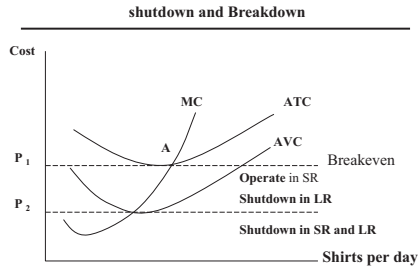 shutdown and Breakdown
Cost
MC
ATC
A
AVC
P 1
Breakeven
Operate in SR
P 2
Shutdown in LR
Shutdown in SR and LR
Shirts per day